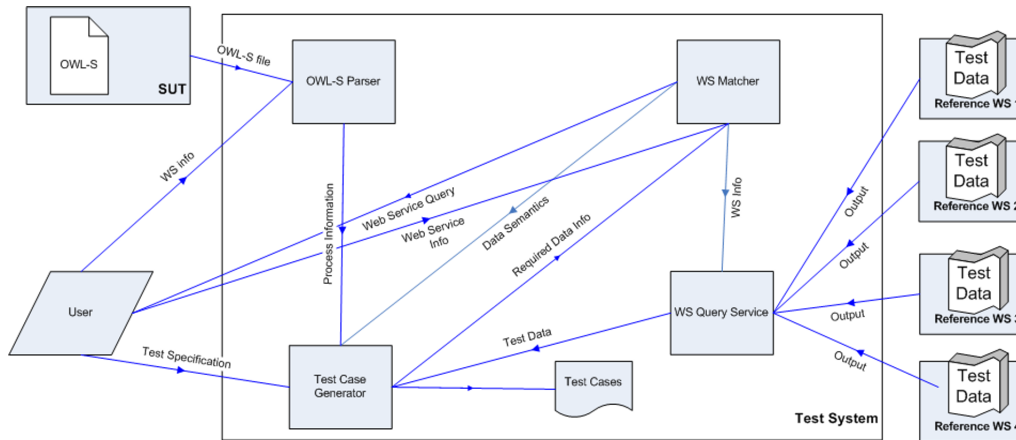 OWL-S
SUT
OWL-S file
OWL-S Parser
WS Matcher
Test
Data
Reference WS 1
Test
Data
Reference WS 2
Test
Data
Reference WS 3
Test
Data
Reference WS 4
WS info
Process Information
Web Service Query
Web Service
Info
Data Semantics
Required Data Info
WS Info
Output
Output
Output
Output
User
WS Query Service
Test Specification
Test Data
Test Case
Generator
Test Cases
Test System